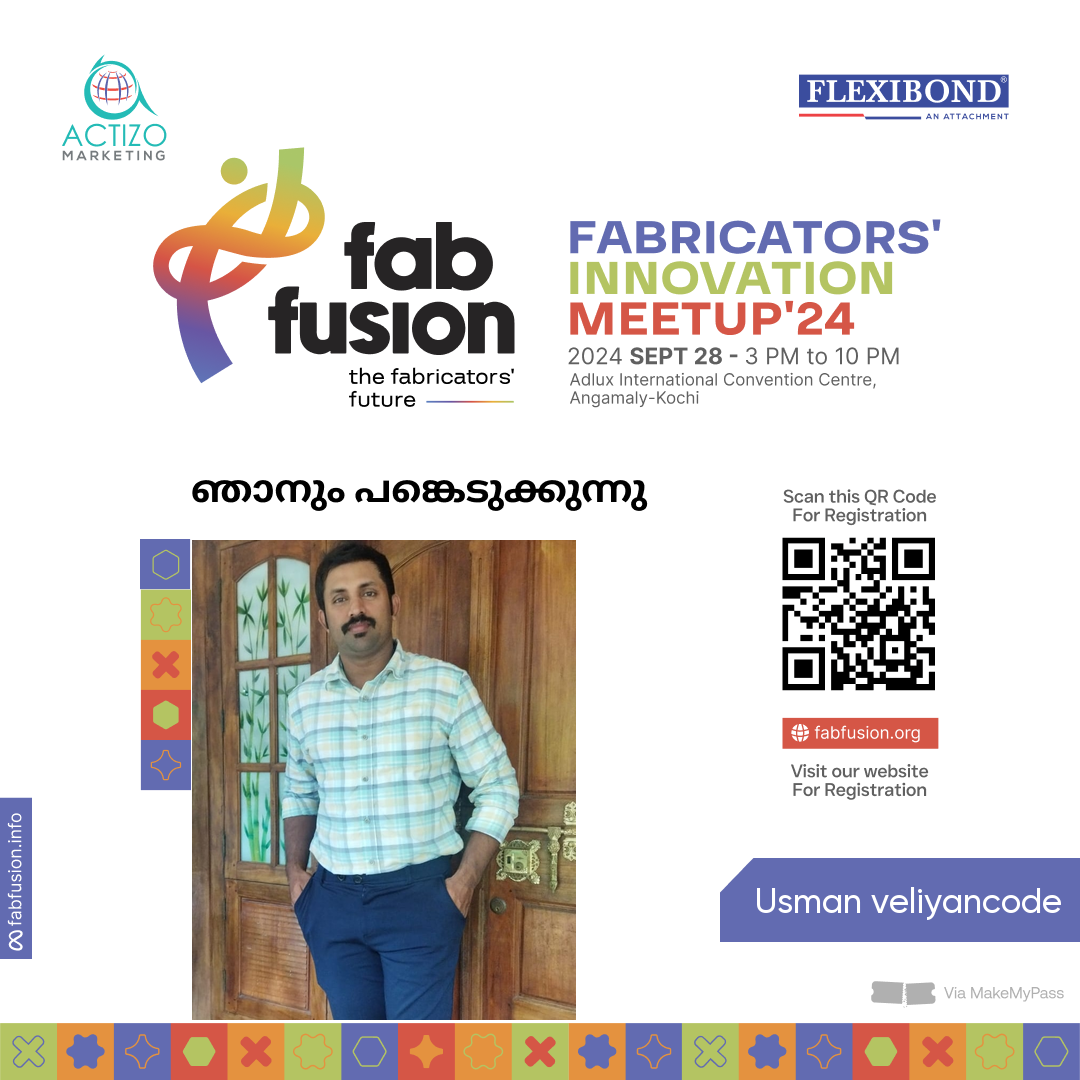 ACTIZO
MARKETING
FLEXIBOND®
AN ATTACHMENT
fab
fusion
the fabricators'
future
FABRICATORS'
INNOVATION
MEETUP'24
2024 SEPT 28 - 3 PM to 10 PM
Adlux International Convention Centre,
Angamaly-Kochi
ഞാനും പങ്കെടുക്കുന്നു
Scan this QR Code
For Registration
fabfusion.org
Visit our website
For Registration
fabfusion.info
Usman veliyancode
Via MakeMyPass